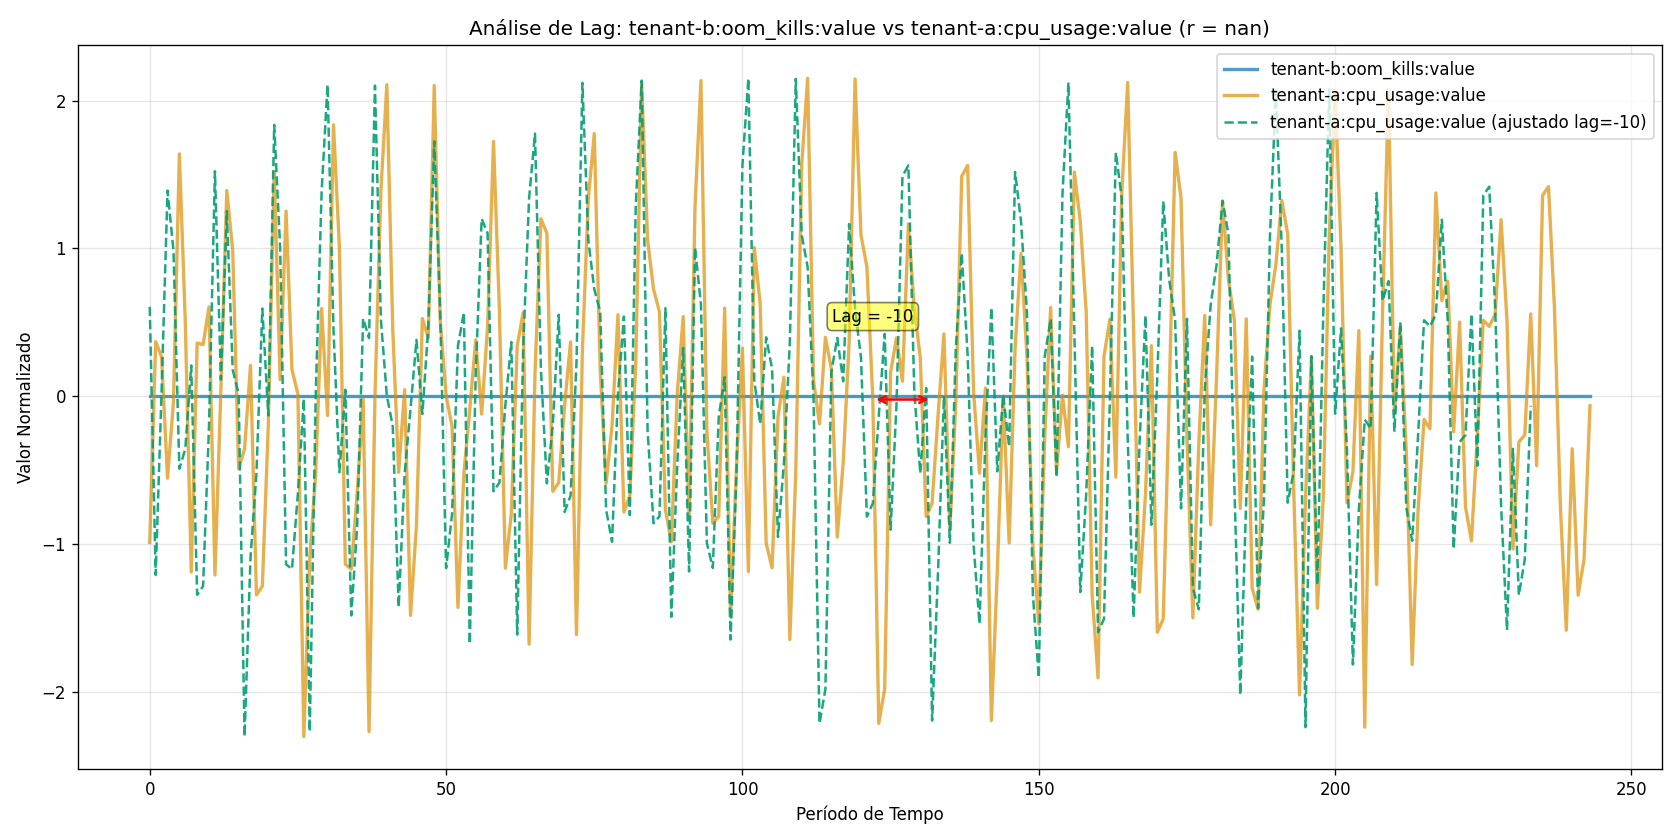 Análise de Lag: tenant-b:oom_kills:value vs tenant-a:cpu_usage:value (r = nan)
tenant-b:oom_kills:value
tenant-a:cpu_usage:value
tenant-a:cpu_usage:value (ajustado lag=-10)
Valor Normalizado
2
1
0
−1
−2
Lag = -10
0
50
100
150
200
250
Período de Tempo